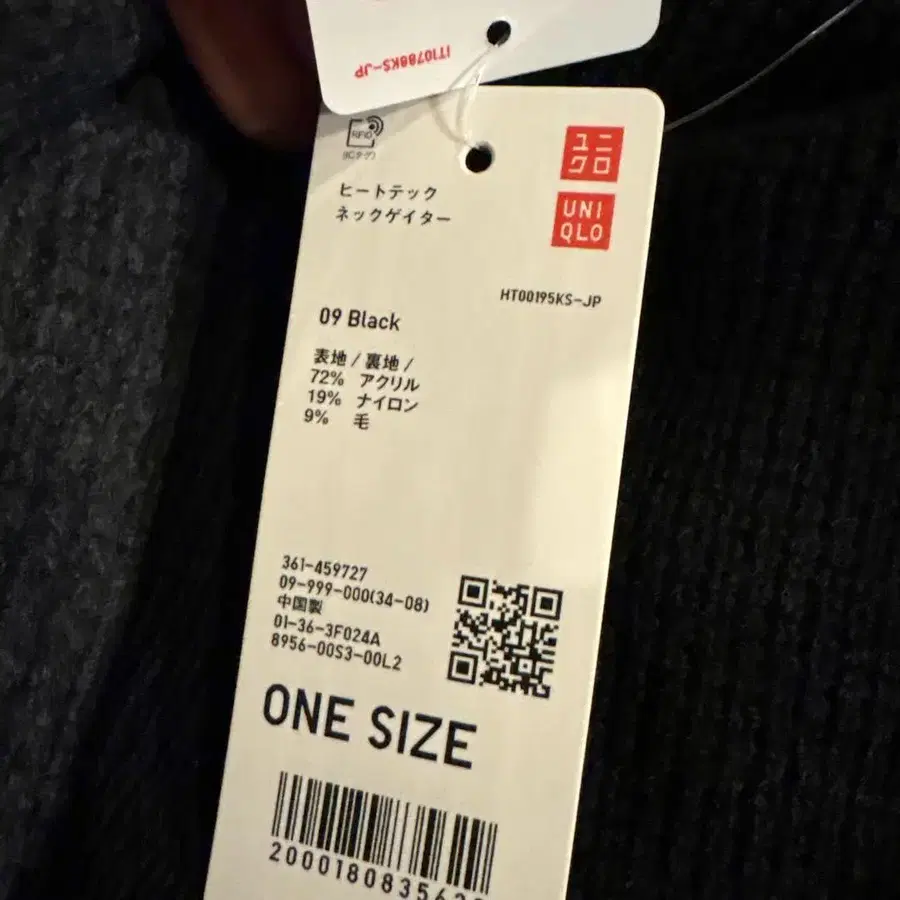 IT10788KS-JP
RFID
(ICタグ)
ユニ
クロ
UNI
QLO
ヒートテック
ネックゲイター
HT00195KS-JP
09 Black
表地 / 裏地 /
72% アクリル
19% ナイロン
9% 毛
361-459727
09-999-000(34-08)
中国製
01-36-3F024A
8956-00S3-00L2
ONE SIZE